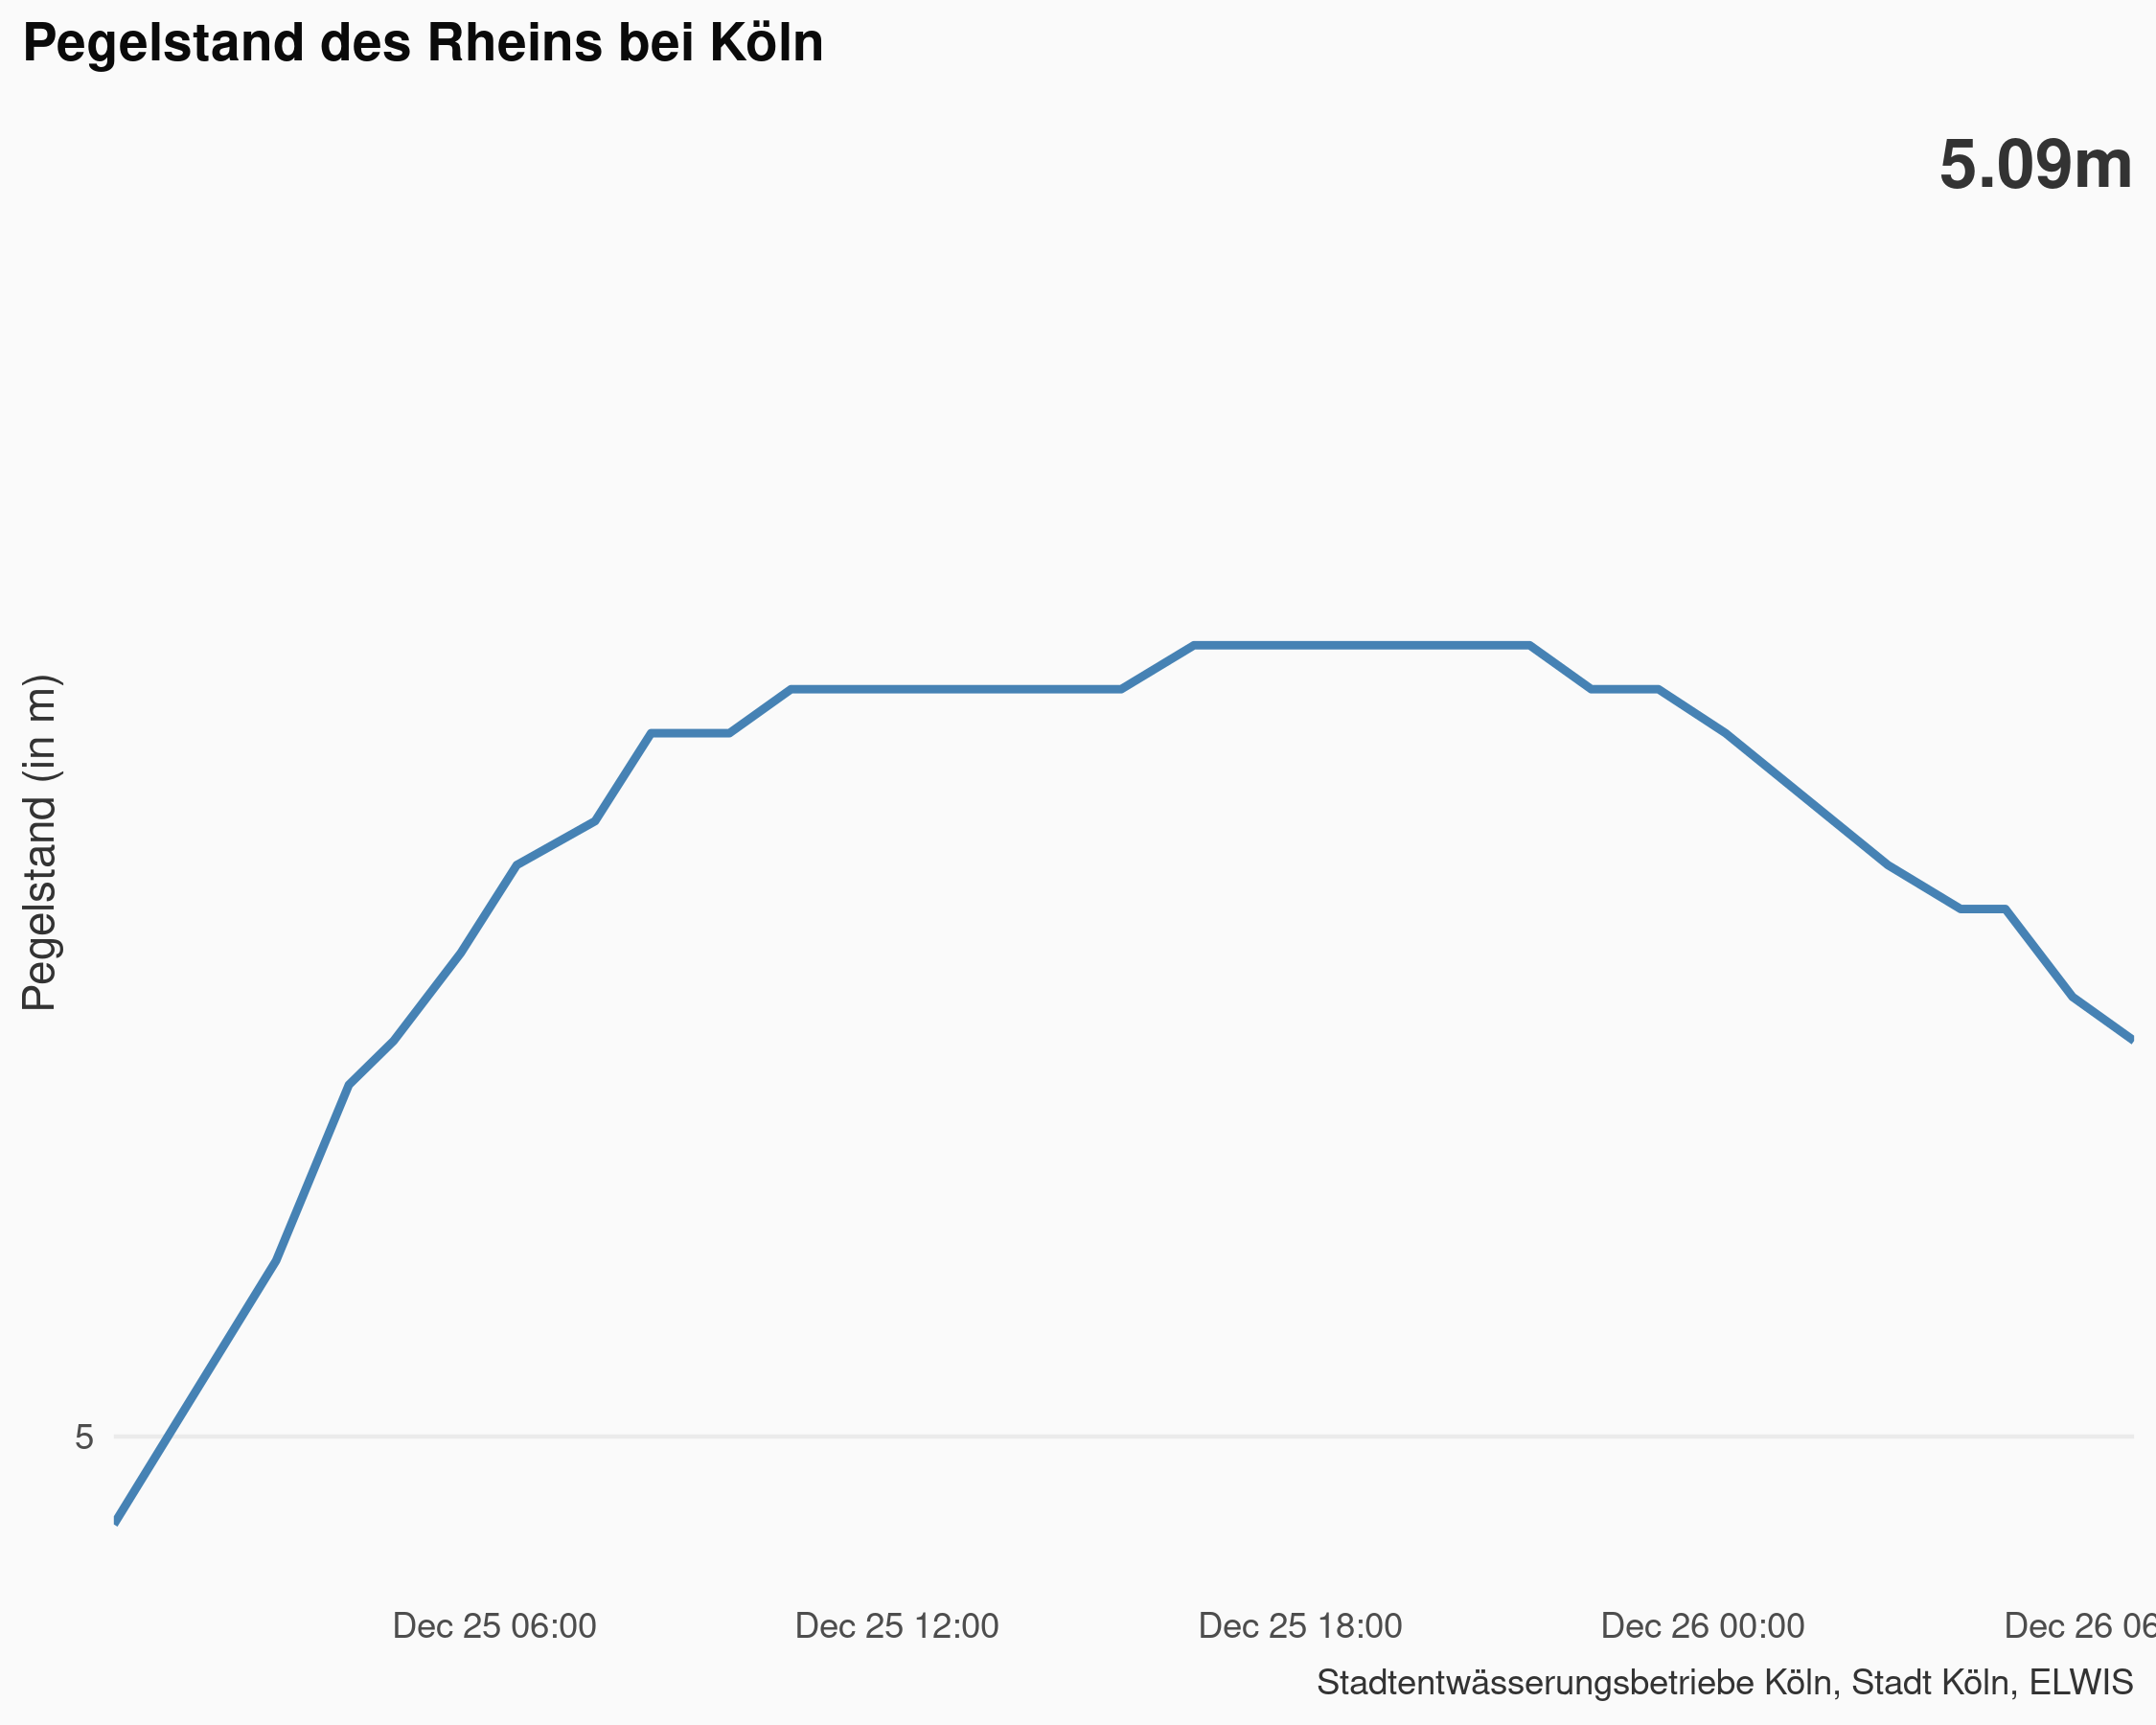 Pegelstand des Rheins bei Köln
5.09m
Pegelstand (in m)
5
Dec 25 06:00
Dec 25 12:00
Dec 25 18:00
Dec 26 00:00
Dec 26 06
Stadtentwässerungsbetriebe Köln, Stadt Köln, ELWIS